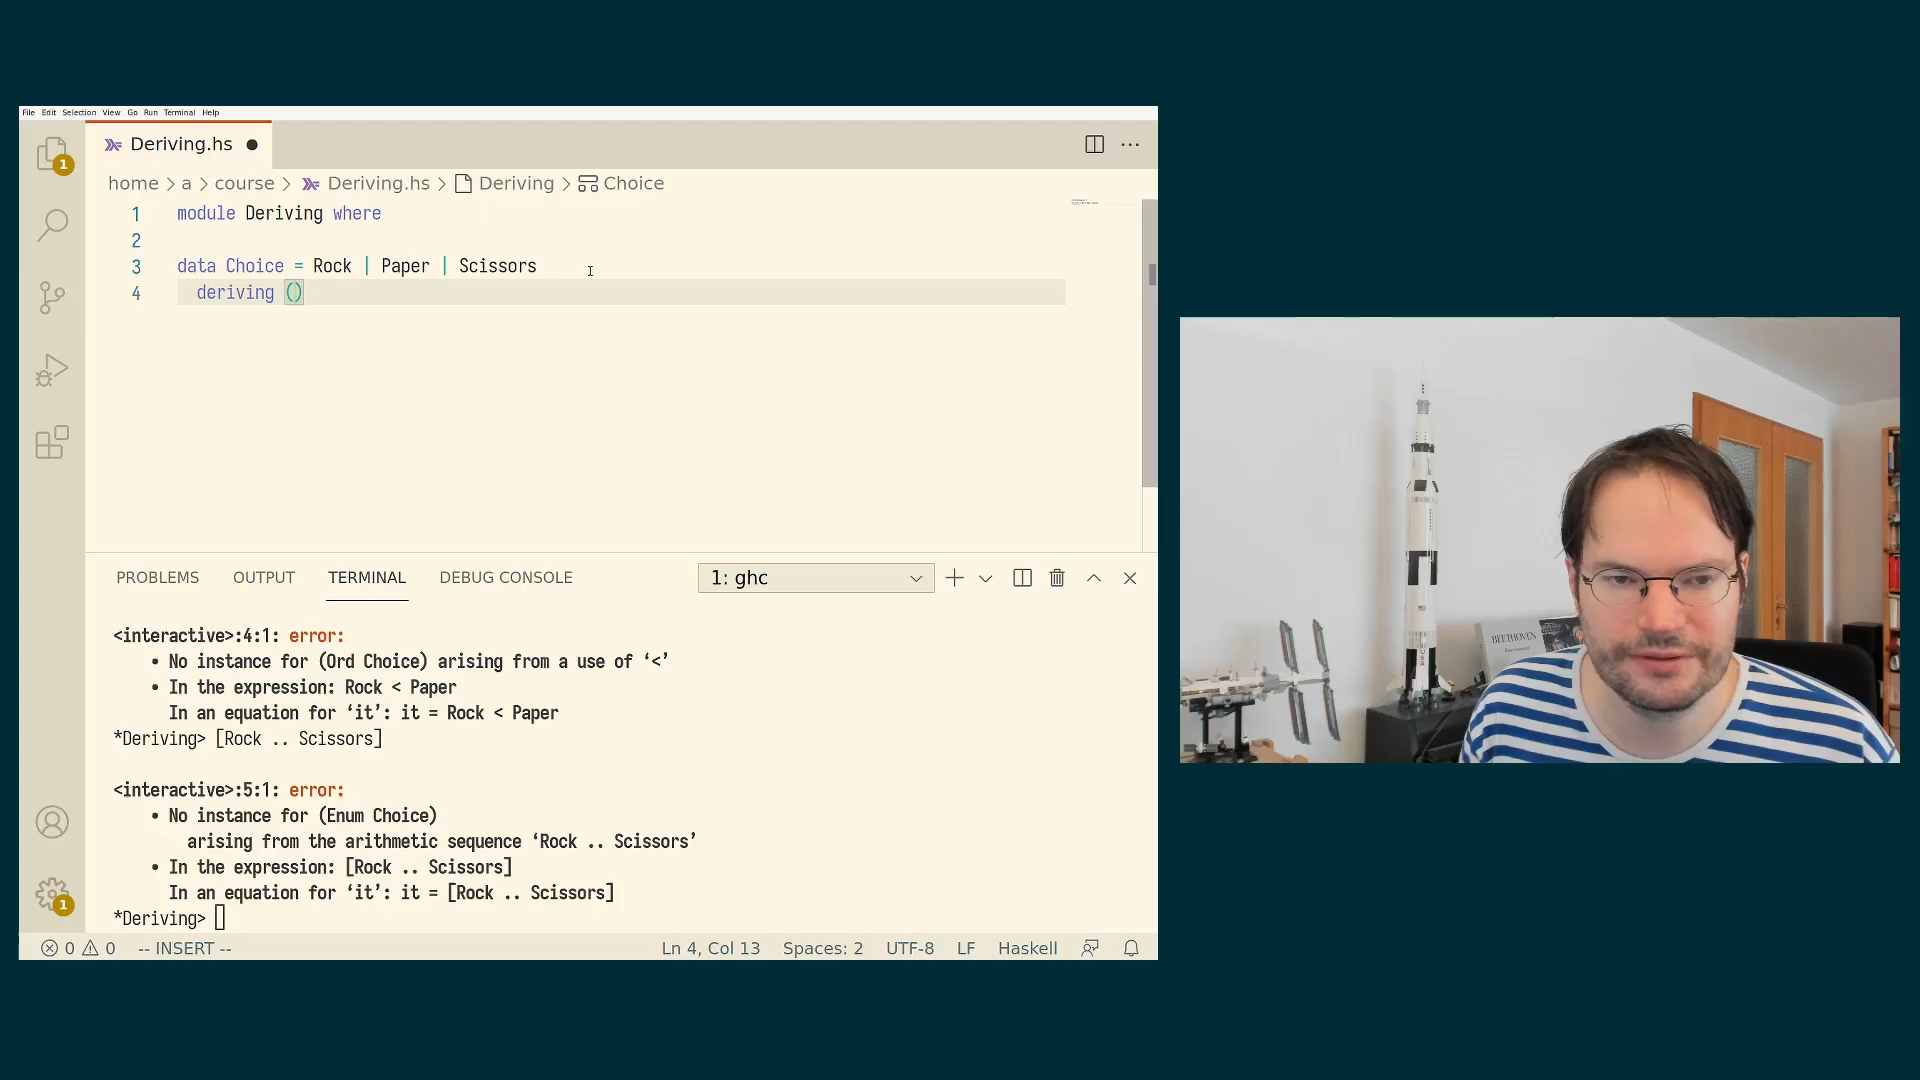 File Edit Selection View Go Run Terminal Help
Deriving.hs
1
home a course Deriving.hs Deriving Choice
1 module Deriving where
2
3 data Choice = Rock | Paper | Scissors
4 deriving ()
PROBLEMS OUTPUT TERMINAL DEBUG CONSOLE 1: ghc
<interactive>:4:1: error:
• No instance for (Ord Choice) arising from a use of ‘<’
• In the expression: Rock < Paper
In an equation for ‘it’: it = Rock < Paper
*Deriving> [Rock .. Scissors]
<interactive>:5:1: error:
• No instance for (Enum Choice)
arising from the arithmetic sequence ‘Rock .. Scissors’
• In the expression: [Rock .. Scissors]
In an equation for ‘it’: it = [Rock .. Scissors]
*Deriving>
1
0 0 -- INSERT -- Ln 4, Col 13 Spaces: 2 UTF-8 LF Haskell
BEETHOVEN